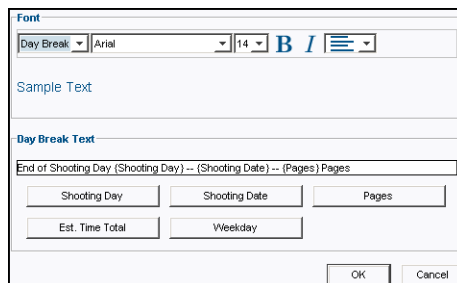 Font
Day Break Arial 14 B I
Sample Text
Day Break Text
End of Shooting Day {Shooting Day} -- {Shooting Date} -- {Pages} Pages
Shooting Day Shooting Date Pages
Est. Time Total Weekday
OK Cancel